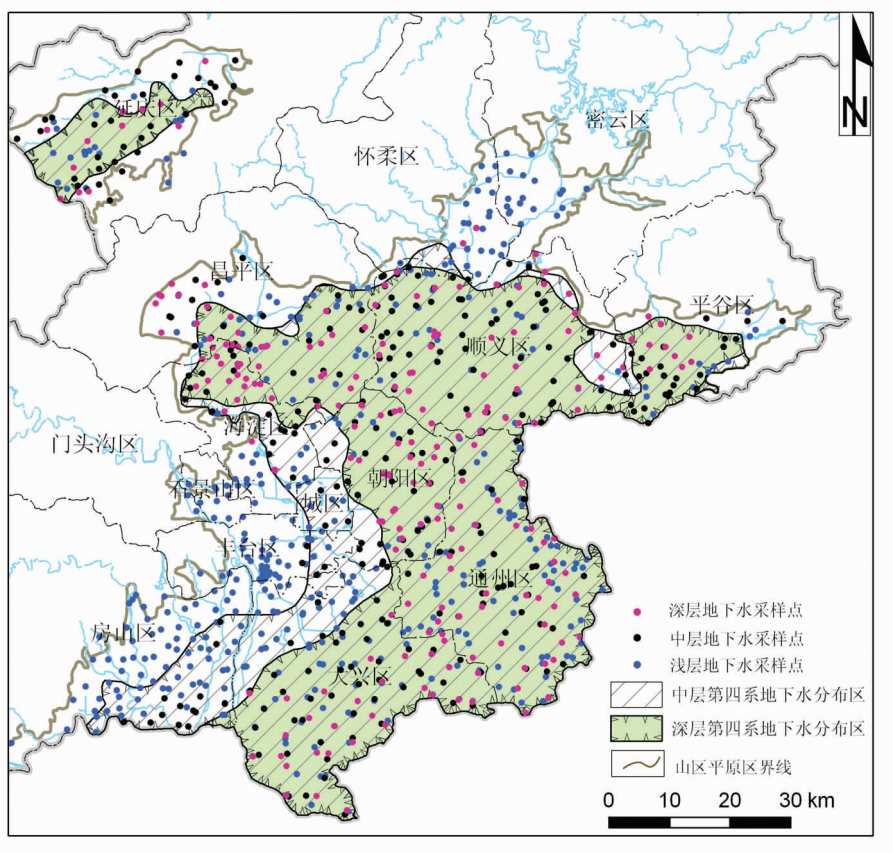 N
延庆区
密云区
怀柔区
昌平区
平谷区
顺义区
海淀区
门头沟区
朝阳区
石景山区
城区
丰台区
通州区
房山区
大兴区
深层地下水采样点
中层地下水采样点
浅层地下水采样点
中层第四系地下水分布区
深层第四系地下水分布区
山区平原区界线
0 10 20 30 km